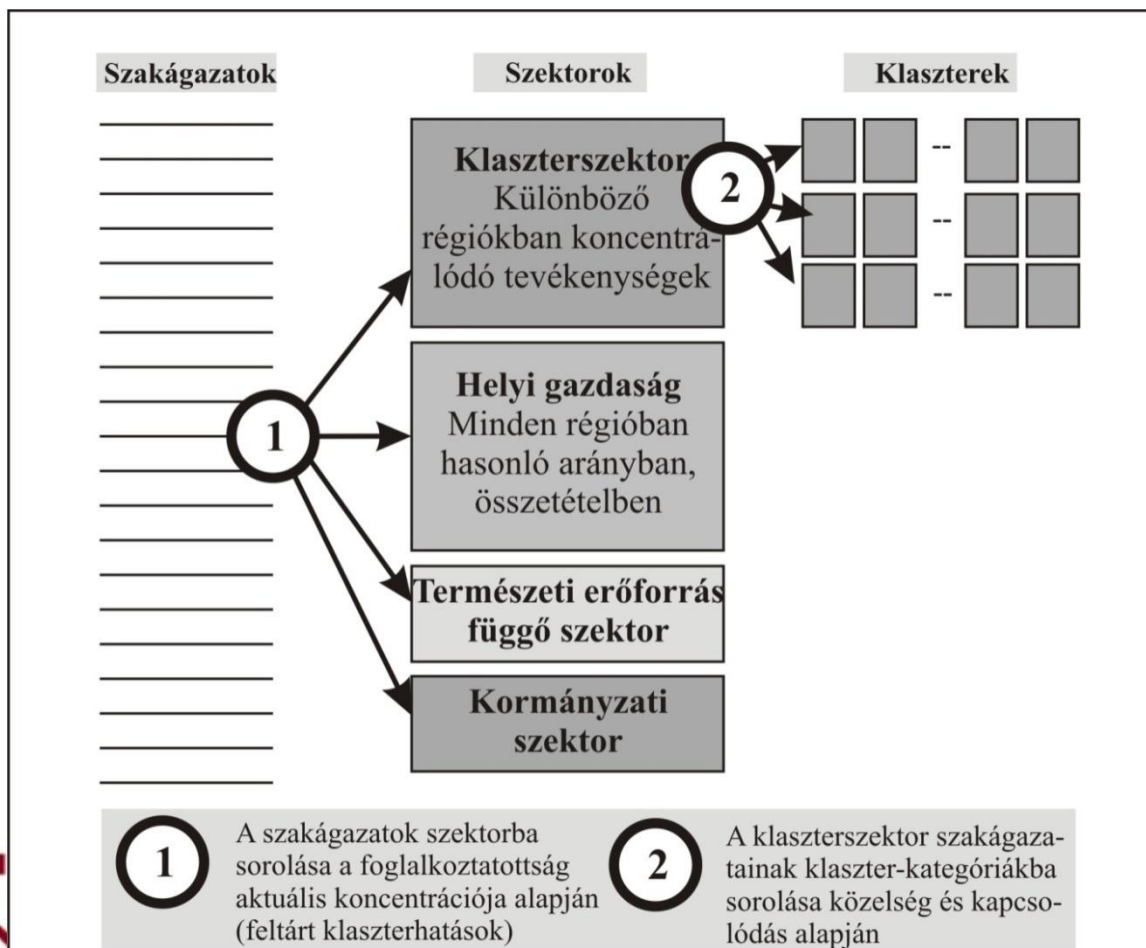 Szakágazatok
Szektorok
Klaszterek
Klaszterszektor
Különböző
régiókban koncentrá-
lódó tevékenységek
2
--
--
--
1
Helyi gazdaság
Minden régióban
hasonló arányban,
összetételben
Természeti erőforrás
függő szektor
Kormányzati
szektor
1
A szakágazatok szektorba
sorolása a foglalkoztatottság
aktuális koncentrációja alapján
(feltárt klaszterhatások)
2
A klaszterszektor szakágaza-
tainak klaszter-kategóriákba
sorolása közelség és kapcso-
lódás alapján